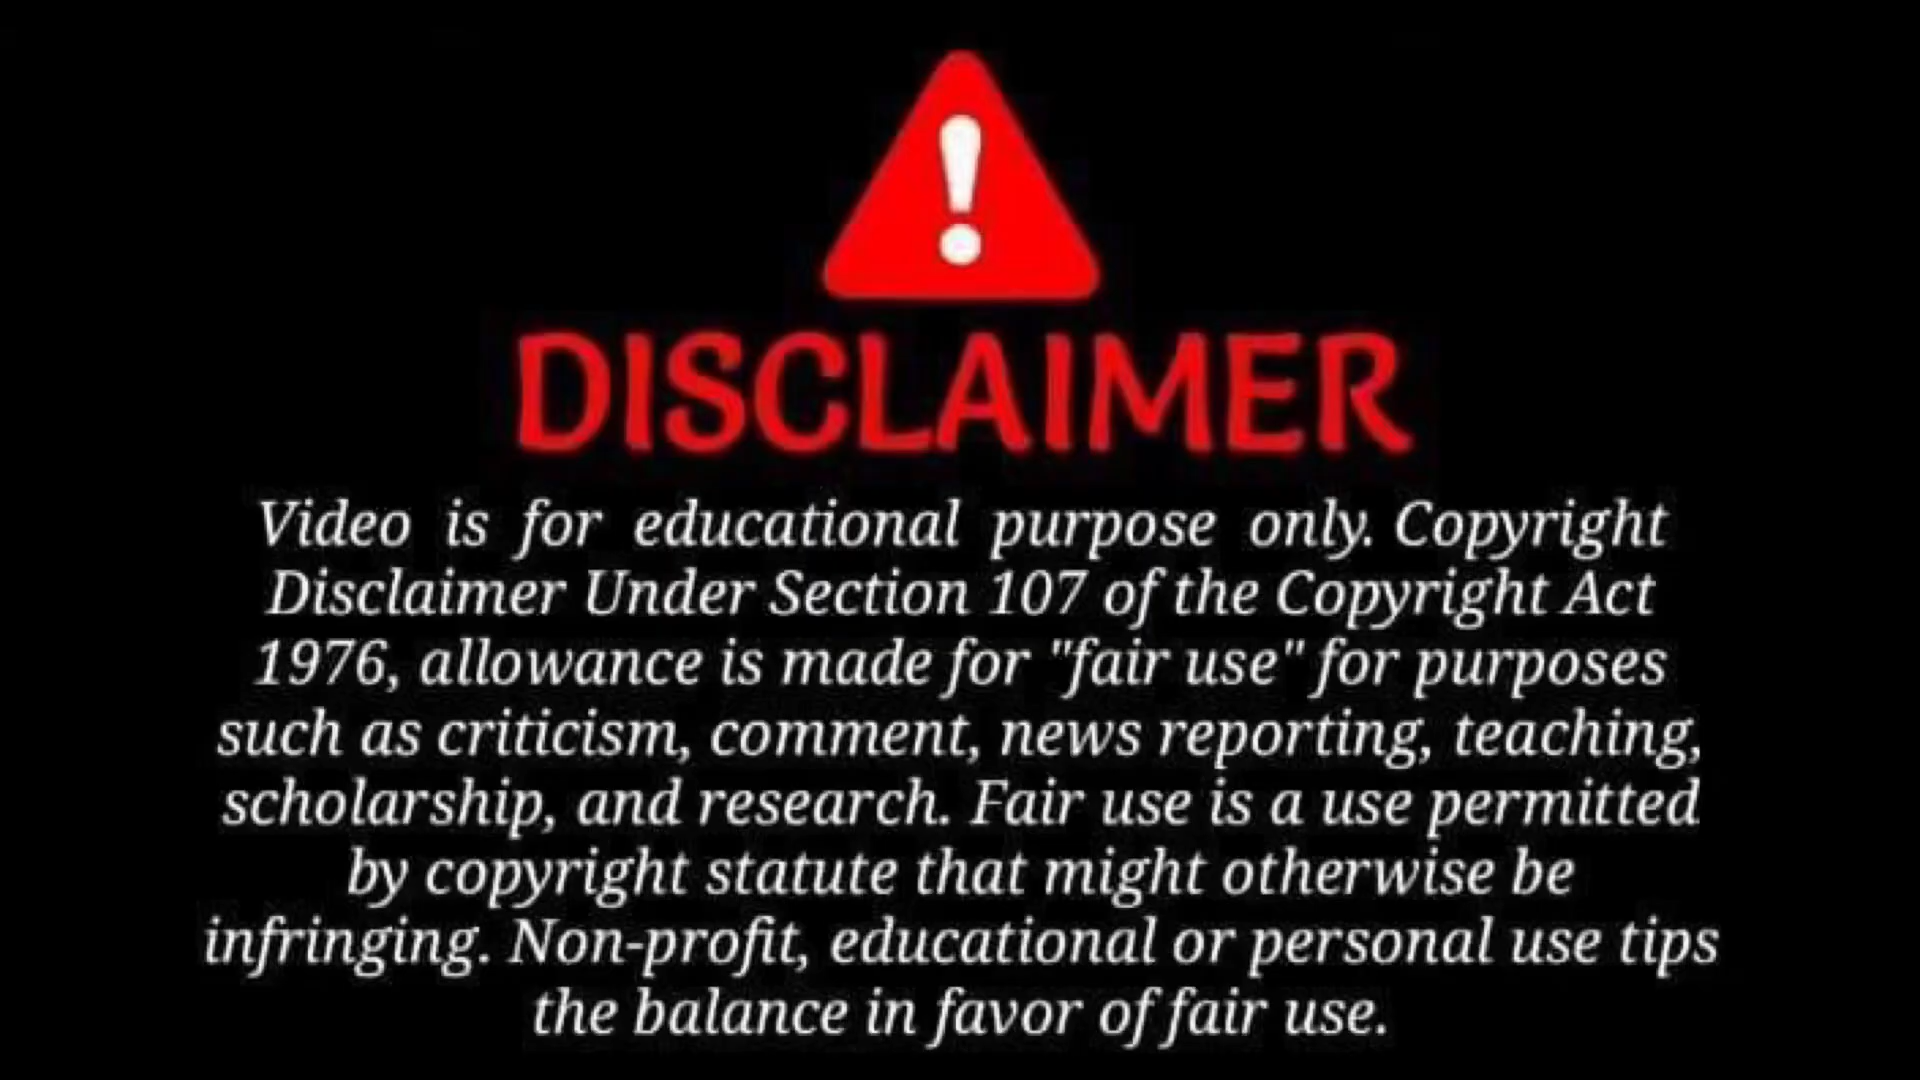 DISCLAIMER
Video is for educational purpose only. Copyright
Disclaimer Under Section 107 of the Copyright Act
1976, allowance is made for "fair use" for purposes
such as criticism, comment, news reporting, teaching,
scholarship, and research. Fair use is a use permitted
by copyright statute that might otherwise be
infringing. Non-profit, educational or personal use tips
the balance in favor of fair use.